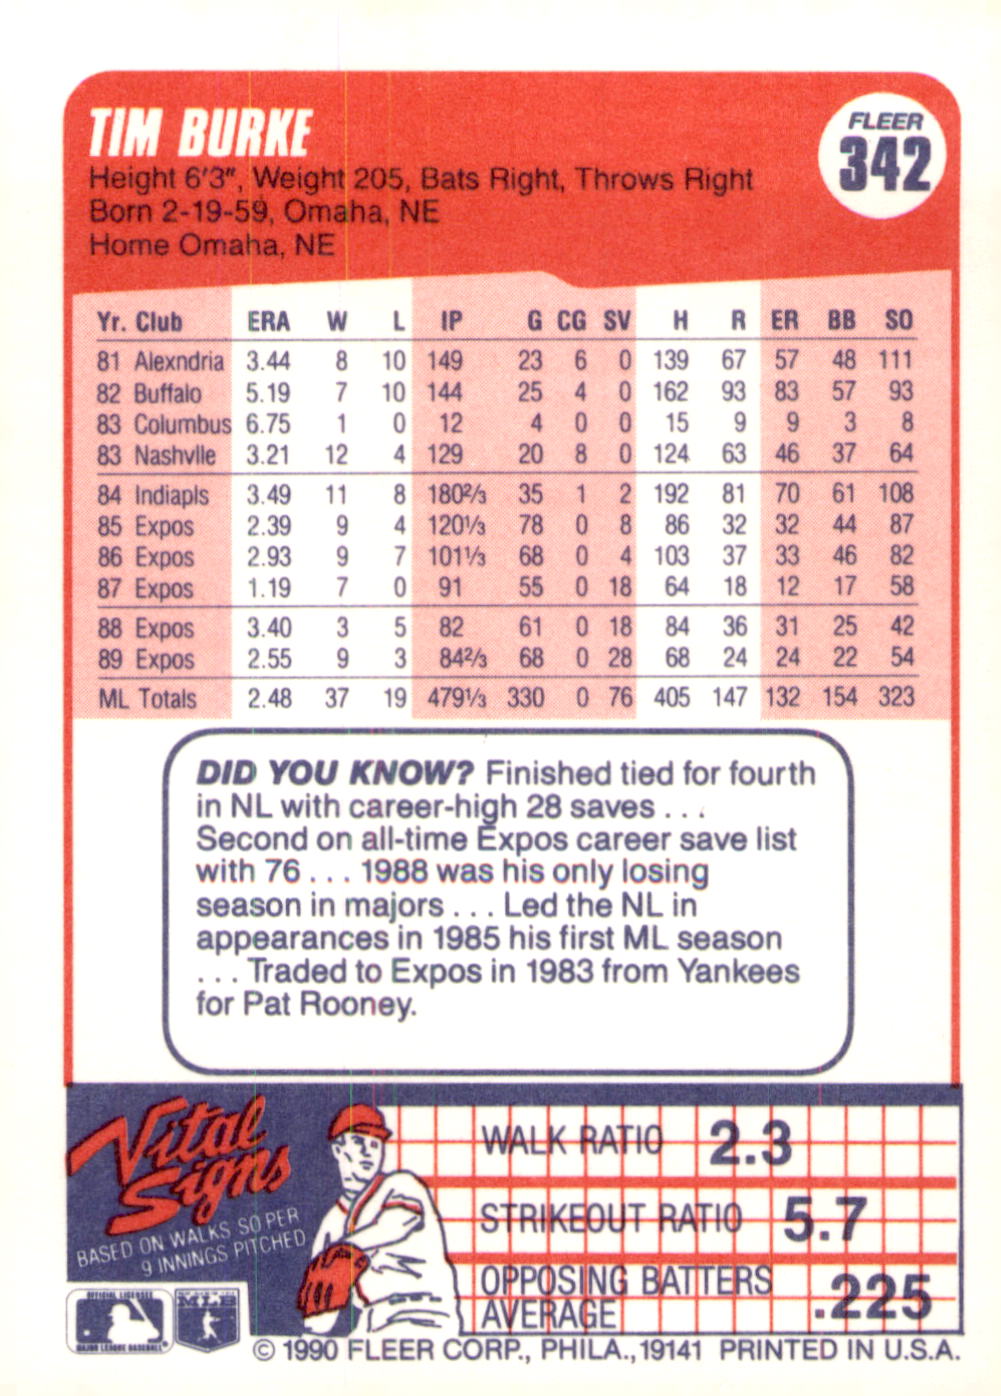 TIM BURKE
FLEER
342
Height 6'3", Weight 205, Bats Right, Throws Right
Born 2-19-59, Omaha, NE
Home Omaha, NE
Yr. Club ERA W L IP G CG SV H R ER BB SO
81 Alexndria 3.44 8 10 149 23 6 0 139 67 57 48 111
82 Buffalo 5.19 7 10 144 25 4 0 162 93 83 57 93
83 Columbus 6.75 1 0 12 4 0 0 15 9 9 3 8
83 Nashvlle 3.21 12 4 129 20 8 0 124 63 46 37 64
84 Indiapls 3.49 11 8 180⅔ 35 1 2 192 81 70 61 108
85 Expos 2.39 9 4 120⅓ 78 0 8 86 32 32 44 87
86 Expos 2.93 9 7 101⅓ 68 0 4 103 37 33 46 82
87 Expos 1.19 7 0 91 55 0 18 64 18 12 17 58
88 Expos 3.40 3 5 82 61 0 18 84 36 31 25 42
89 Expos 2.55 9 3 84⅔ 68 0 28 68 24 24 22 54
ML Totals 2.48 37 19 479⅓ 330 0 76 405 147 132 154 323
DID YOU KNOW? Finished tied for fourth
in NL with career-high 28 saves . . .
Second on all-time Expos career save list
with 76 . . . 1988 was his only losing
season in majors . . . Led the NL in
appearances in 1985 his first ML season
. . . Traded to Expos in 1983 from Yankees
for Pat Rooney.
Vital
Signs
BASED ON WALKS SO PER
9 INNINGS PITCHED
WALK RATIO 2.3
STRIKEOUT RATIO 5.7
OPPOSING BATTERS
AVERAGE .225
OFFICIAL LICENSEE
MAJOR LEAGUE BASEBALL
MLB
© 1990 FLEER CORP., PHILA., 19141 PRINTED IN U.S.A.